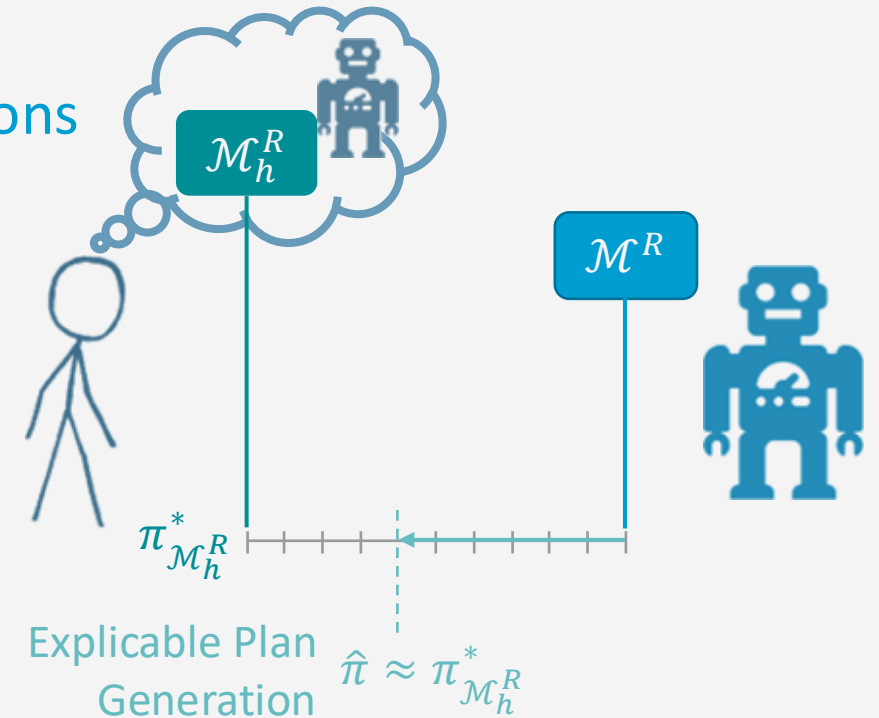 ons
ℳ_h^R
ℳ^R
π*_{ℳ_h^R}
Explicable Plan
Generation
π̂ ≈ π*_{ℳ_h^R}